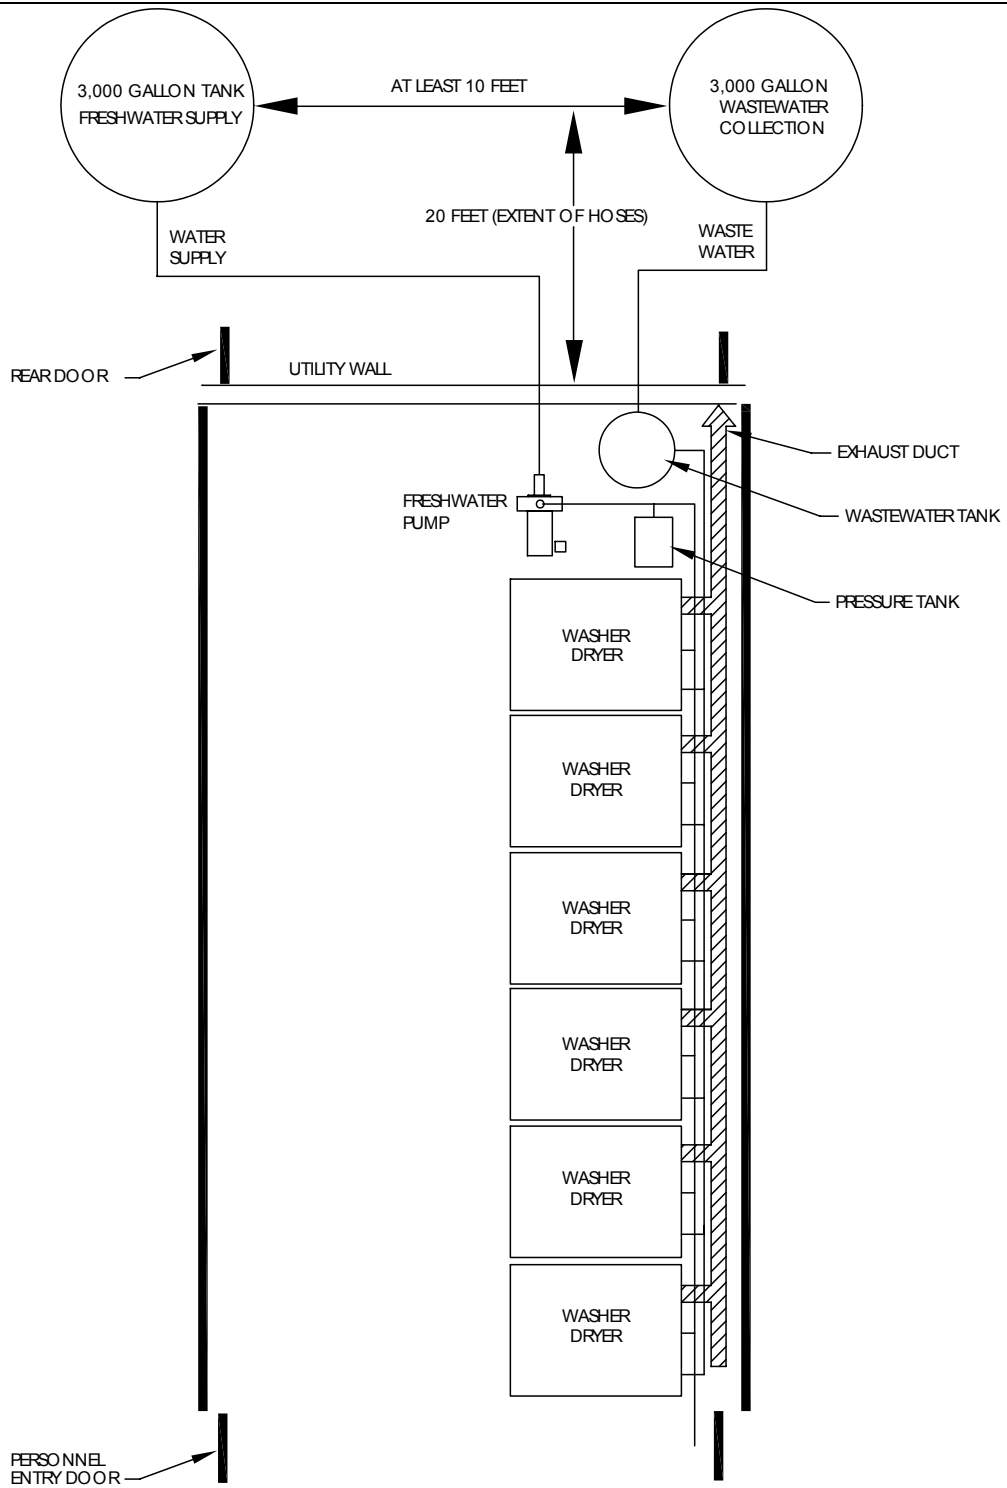 3,000 GALLON TANK
FRESHWATER SUPPLY
AT LEAST 10 FEET
3,000 GALLON
WASTEWATER
COLLECTION
20 FEET (EXTENT OF HOSES)
WATER
SUPPLY
WASTE
WATER
REAR DOOR
UTILITY WALL
EXHAUST DUCT
FRESHWATER
PUMP
WASTEWATER TANK
PRESSURE TANK
WASHER
DRYER
WASHER
DRYER
WASHER
DRYER
WASHER
DRYER
WASHER
DRYER
WASHER
DRYER
PERSONNEL
ENTRY DOOR